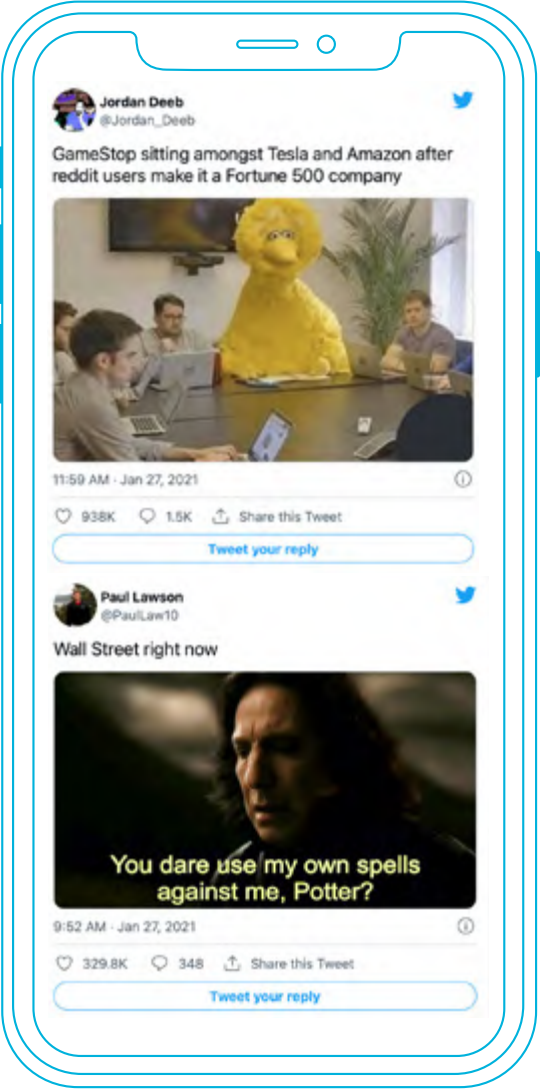 Jordan Deeb
@Jordan_Deeb
GameStop sitting amongst Tesla and Amazon after
reddit users make it a Fortune 500 company
11:59 AM · Jan 27, 2021
938K
1.5K
Share this Tweet
Tweet your reply
Paul Lawson
@PaulLaw10
Wall Street right now
You dare use my own spells
against me, Potter?
9:52 AM · Jan 27, 2021
329.8K
348
Share this Tweet
Tweet your reply